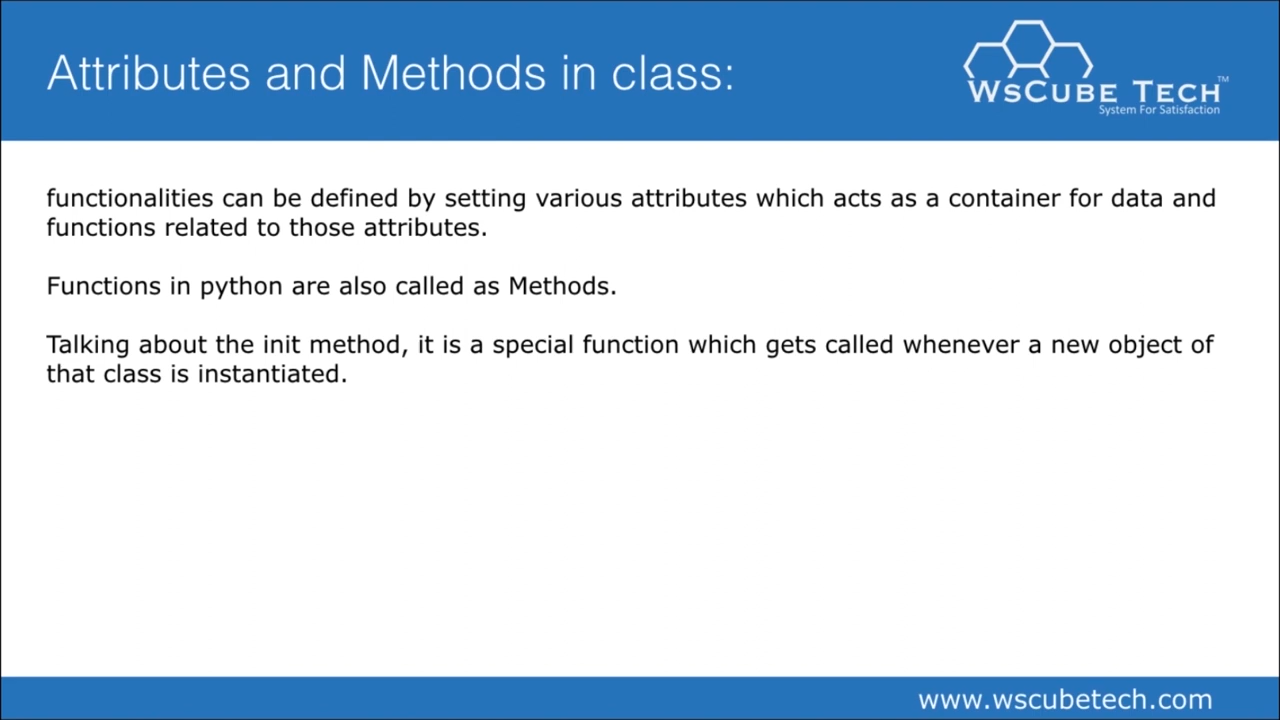 Attributes and Methods in class:
WSCUBE TECH™
System For Satisfaction
functionalities can be defined by setting various attributes which acts as a container for data and
functions related to those attributes.
Functions in python are also called as Methods.
Talking about the init method, it is a special function which gets called whenever a new object of
that class is instantiated.
www.wscubetech.com